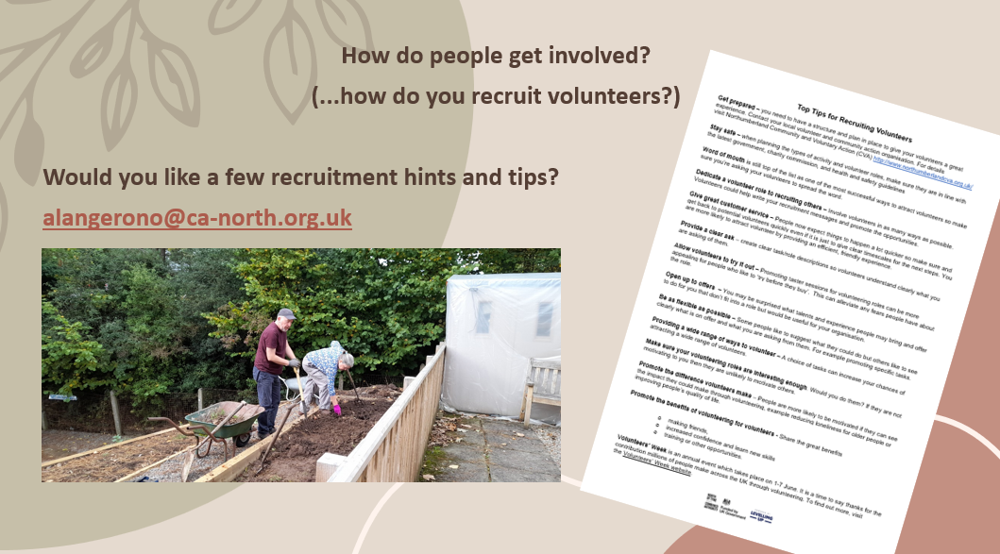 How do people get involved?
(...how do you recruit volunteers?)
Would you like a few recruitment hints and tips?
alangerono@ca-north.org.uk
Top Tips for Recruiting Volunteers
Get prepared – you need to have a structure and plan in place to give your volunteers a great
experience. Contact your local volunteer and community action organisation. For details
visit Northumberland Community and Voluntary Action (CVA) http://www.northumberlandcva.org.uk/
Stay safe – when planning the types of activity and volunteer roles, make sure they are in line with
the latest government, charity commission, and health and safety guidelines.
Word of mouth is still top of the list as one of the most successful ways to attract volunteers so make
sure you're asking your volunteers to spread the word.
Dedicate a volunteer role to recruiting others – Involve volunteers in as many ways as possible.
Volunteers could help write your recruitment messages and promote the opportunities.
Give great customer service – People now expect things to happen a lot quicker so make sure and
get back to potential volunteers quickly even if it is just to give clear timescales for the next steps. You
are more likely to attract volunteer by providing an efficient, friendly experience.
Provide a clear ask – create clear task/role descriptions so volunteers understand clearly what you
are asking of them.
Allow volunteers to try it out – Promoting taster sessions for volunteering roles can be more
appealing for people who like to 'try before they buy'. This can alleviate any fears people have about
the role.
Open up to offers – You may be surprised what talents and experience people may bring and offer
to do for you that don't fit into a role but would be useful for your organisation.
Be as flexible as possible – Some people like to suggest what they could do but others like to see
clearly what is on offer and what you are asking from them. For example promoting specific tasks.
Providing a wide range of ways to volunteer – A choice of tasks can increase your chances of
attracting a wide range of volunteers.
Make sure your volunteering roles are interesting enough. Would you do them? If they are not
motivating to you then they are unlikely to motivate others.
Promote the difference volunteers make – People are more likely to be motivated if they can see
the impact they could make through volunteering, example reducing loneliness for older people or
improving people's quality of life.
Promote the benefits of volunteering for volunteers - Share the great benefits
o making friends,
o increased confidence and learn new skills
o training or other opportunities.
Volunteers' Week is an annual event which takes place on 1-7 June. It is a time to say thanks for the
contribution millions of people make across the UK through volunteering. To find out more, visit
the Volunteers' Week website.
Funded by
UK Government
LEVELLING
UP